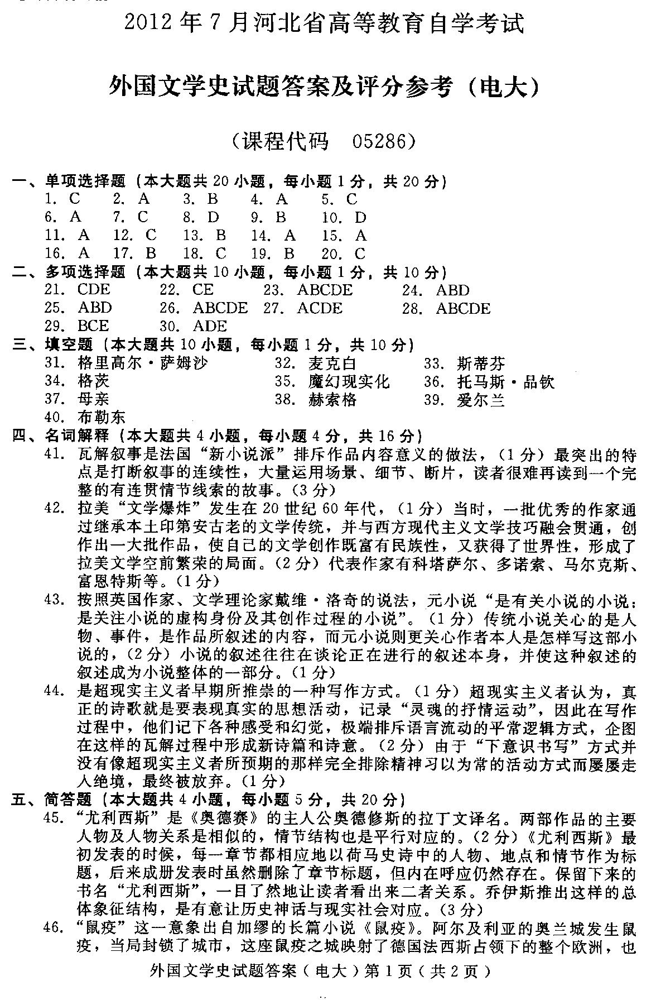 2012 年 7 月河北省高等教育自学考试
外国文学史试题答案及评分参考（电大）
（课程代码　05286）
一、单项选择题（本大题共 20 小题，每小题 1 分，共 20 分）
1. C　2. A　3. B　4. A　5. C
6. A　7. C　8. D　9. B　10. D
11. A　12. C　13. B　14. A　15. A
16. A　17. B　18. C　19. B　20. C
二、多项选择题（本大题共 10 小题，每小题 1 分，共 10 分）
21. CDE　22. CE　23. ABCDE　24. ABD
25. ABD　26. ABCDE　27. ACDE　28. ABCDE
29. BCE　30. ADE
三、填空题（本大题共 10 小题，每小题 1 分，共 10 分）
31. 格里高尔・萨姆沙　32. 麦克白　33. 斯蒂芬
34. 格茨　35. 魔幻现实化　36. 托马斯・品钦
37. 母亲　38. 赫索格　39. 爱尔兰
40. 布勒东
四、名词解释（本大题共 4 小题，每小题 4 分，共 16 分）
41. 瓦解叙事是法国“新小说派”排斥作品内容意义的做法，（1 分）最突出的特
点是打断叙事的连续性，大量运用场景、细节、断片，读者很难再读到一个完
整的有连贯情节线索的故事。（3 分）
42. 拉美“文学爆炸”发生在 20 世纪 60 年代，（1 分）当时，一批优秀的作家通
过继承本土印第安古老的文学传统，并与西方现代主义文学技巧融会贯通，创
作出一大批作品，使自己的文学创作既富有民族性，又获得了世界性，形成了
拉美文学空前繁荣的局面。（2 分）代表作家有科塔萨尔、多诺索、马尔克斯、
富恩特斯等。（1 分）
43. 按照英国作家、文学理论家戴维・洛奇的说法，元小说“是有关小说的小说：
是关注小说的虚构身份及其创作过程的小说”。（1 分）传统小说关心的是人
物、事件，是作品所叙述的内容，而元小说则更关心作者本人是怎样写这部小
说的，（2 分）小说的叙述往往在谈论正在进行的叙述本身，并使这种叙述的
叙述成为小说整体的一部分。（1 分）
44. 是超现实主义者早期所推崇的一种写作方式。（1 分）超现实主义者认为，真
正的诗歌就是要表现真实的思想活动，记录“灵魂的抒情运动”，因此在写作
过程中，他们记下各种感受和幻觉，极端排斥语言流动的平常逻辑方式，企图
在这样的瓦解过程中形成新诗篇和诗意。（2 分）由于“下意识书写”方式并
没有像超现实主义者所预期的那样完全排除精神习以为常的活动方式而屡屡走
人绝境，最终被放弃。（1 分）
五、简答题（本大题共 4 小题，每小题 5 分，共 20 分）
45. “尤利西斯”是《奥德赛》的主人公奥德修斯的拉丁文译名。两部作品的主要
人物及人物关系是相似的，情节结构也是平行对应的。（2 分）《尤利西斯》最
初发表的时候，每一章节都相应地以荷马史诗中的人物、地点和情节作为标
题，后来成册发表时虽然删除了章节标题，但内在呼应仍然存在。保留下来的
书名“尤利西斯”，一目了然地让读者看出来二者关系。乔伊斯推出这样的总
体象征结构，是有意让历史神话与现实社会对应。（3 分）
46. “鼠疫”这一意象出自加缪的长篇小说《鼠疫》。阿尔及利亚的奥兰城发生鼠
疫，当局封锁了城市，这座鼠疫之城映射了德国法西斯占领下的整个欧洲，也
外国文学史试题答案（电大）第 1 页（共 2 页）